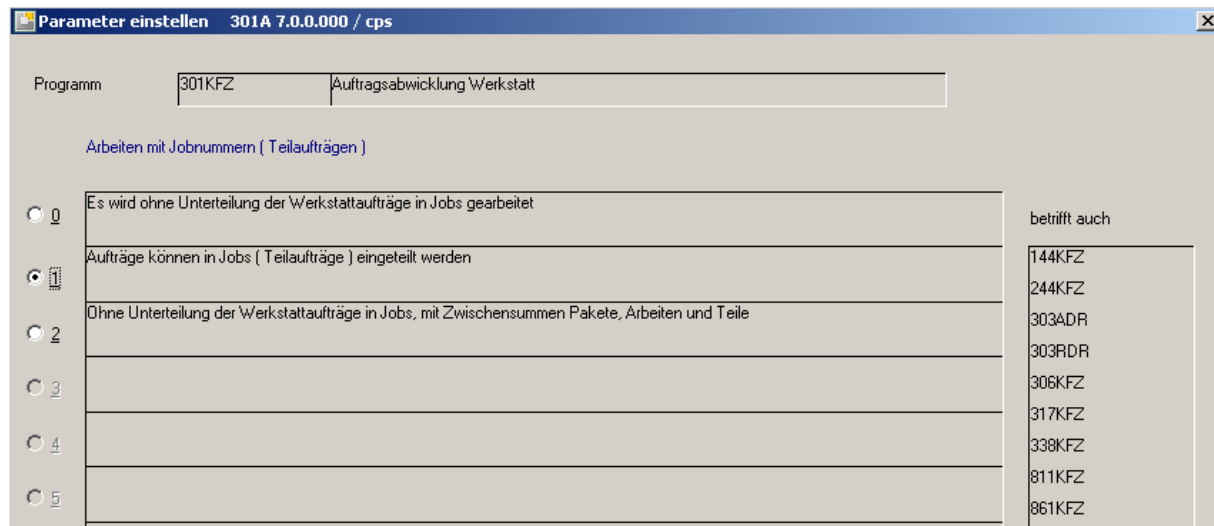 Parameter einstellen 301A 7.0.0.000 / cps
Programm 301KFZ Auftragsabwicklung Werkstatt
Arbeiten mit Jobnummern ( Teilaufträgen )
0 Es wird ohne Unterteilung der Werkstattaufträge in Jobs gearbeitet
1 Aufträge können in Jobs ( Teilaufträge ) eingeteilt werden
2 Ohne Unterteilung der Werkstattaufträge in Jobs, mit Zwischensummen Pakete, Arbeiten und Teile
3
4
5
betrifft auch
144KFZ
244KFZ
303ADR
303RDR
306KFZ
317KFZ
338KFZ
811KFZ
861KFZ